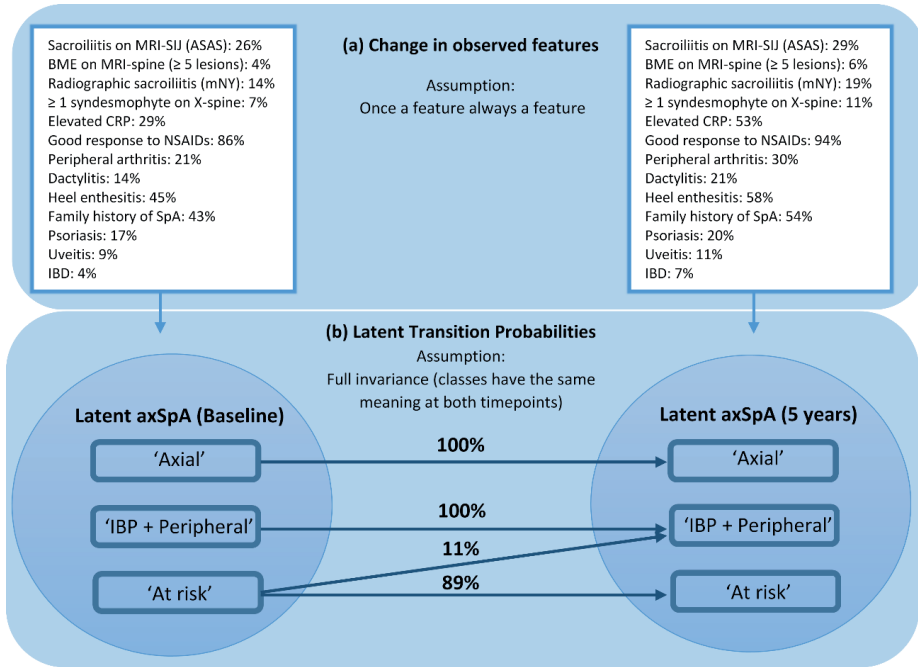 (a) Change in observed features
Assumption:
Once a feature always a feature
Sacroiliitis on MRI-SIJ (ASAS): 26%
BME on MRI-spine (≥ 5 lesions): 4%
Radiographic sacroiliitis (mNY): 14%
≥ 1 syndesmophyte on X-spine: 7%
Elevated CRP: 29%
Good response to NSAIDs: 86%
Peripheral arthritis: 21%
Dactylitis: 14%
Heel enthesitis: 45%
Family history of SpA: 43%
Psoriasis: 17%
Uveitis: 9%
IBD: 4%
Sacroiliitis on MRI-SIJ (ASAS): 29%
BME on MRI-spine (≥ 5 lesions): 6%
Radiographic sacroiliitis (mNY): 19%
≥ 1 syndesmophyte on X-spine: 11%
Elevated CRP: 53%
Good response to NSAIDs: 94%
Peripheral arthritis: 30%
Dactylitis: 21%
Heel enthesitis: 58%
Family history of SpA: 54%
Psoriasis: 20%
Uveitis: 11%
IBD: 7%
(b) Latent Transition Probabilities
Assumption:
Full invariance (classes have the same
meaning at both timepoints)
Latent axSpA (Baseline)
Latent axSpA (5 years)
‘Axial’
100%
‘Axial’
‘IBP + Peripheral’
100%
‘IBP + Peripheral’
11%
‘At risk’
89%
‘At risk’